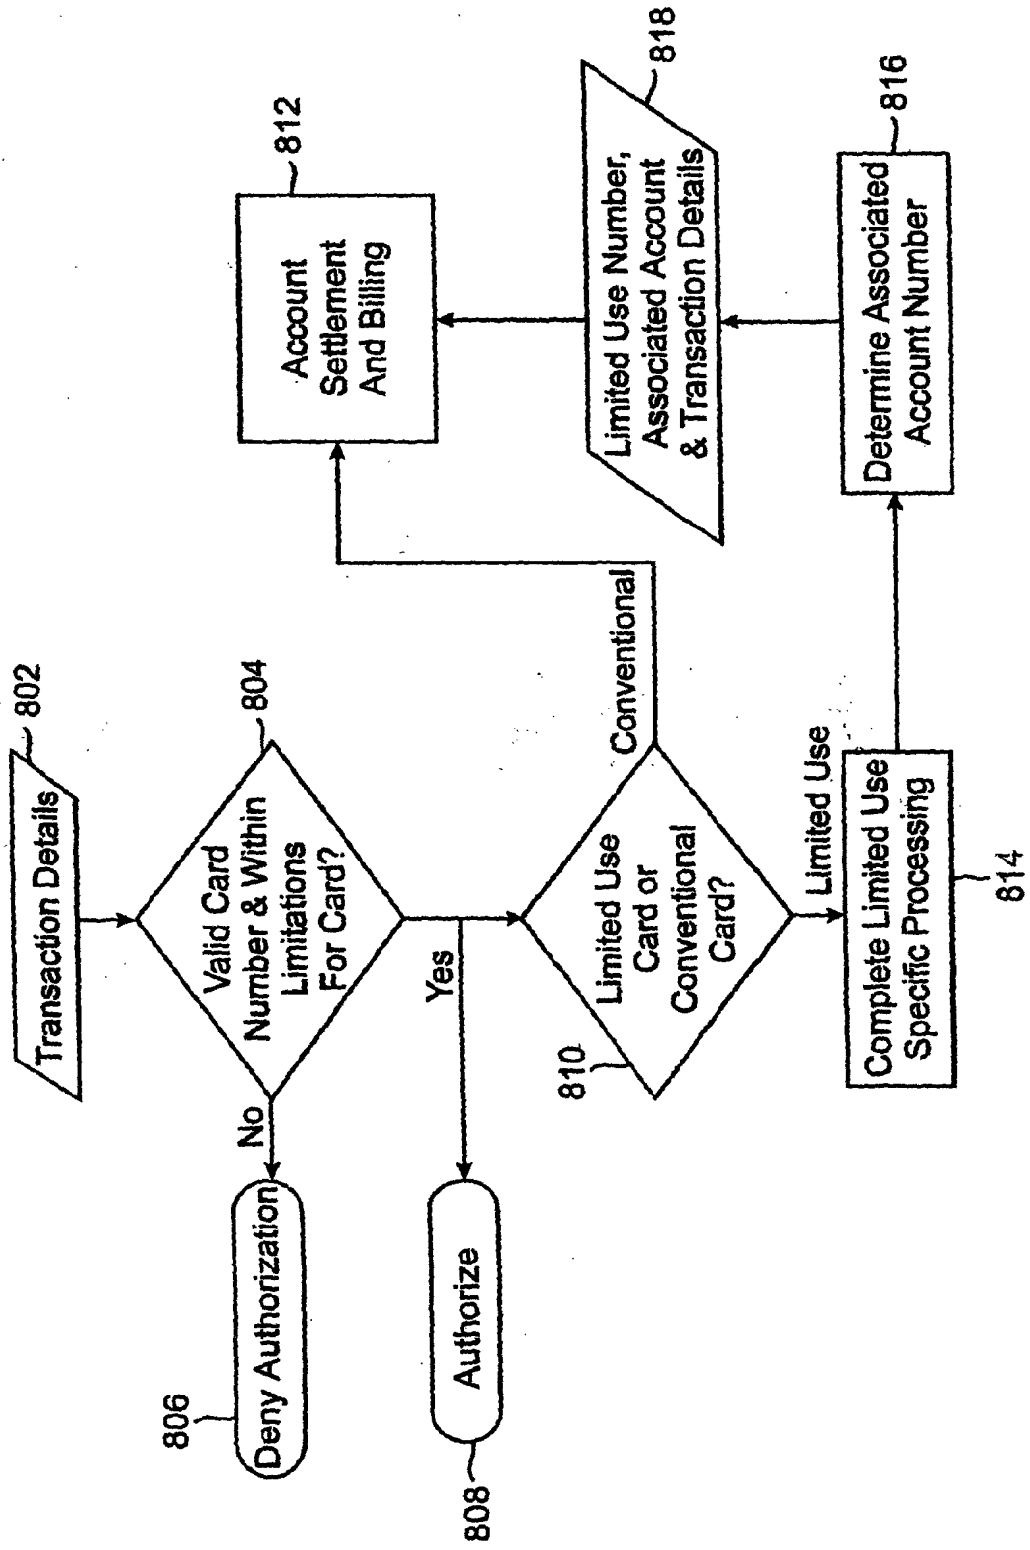 802
Transaction Details
804
Valid Card
Number & Within
Limitations
For Card?
No
806
Deny Authorization
Yes
808
Authorize
810
Limited Use
Card or
Conventional
Card?
Conventional
812
Account
Settlement
And Billing
Limited Use
814
Complete Limited Use
Specific Processing
816
Determine Associated
Account Number
818
Limited Use Number,
Associated Account
& Transaction Details